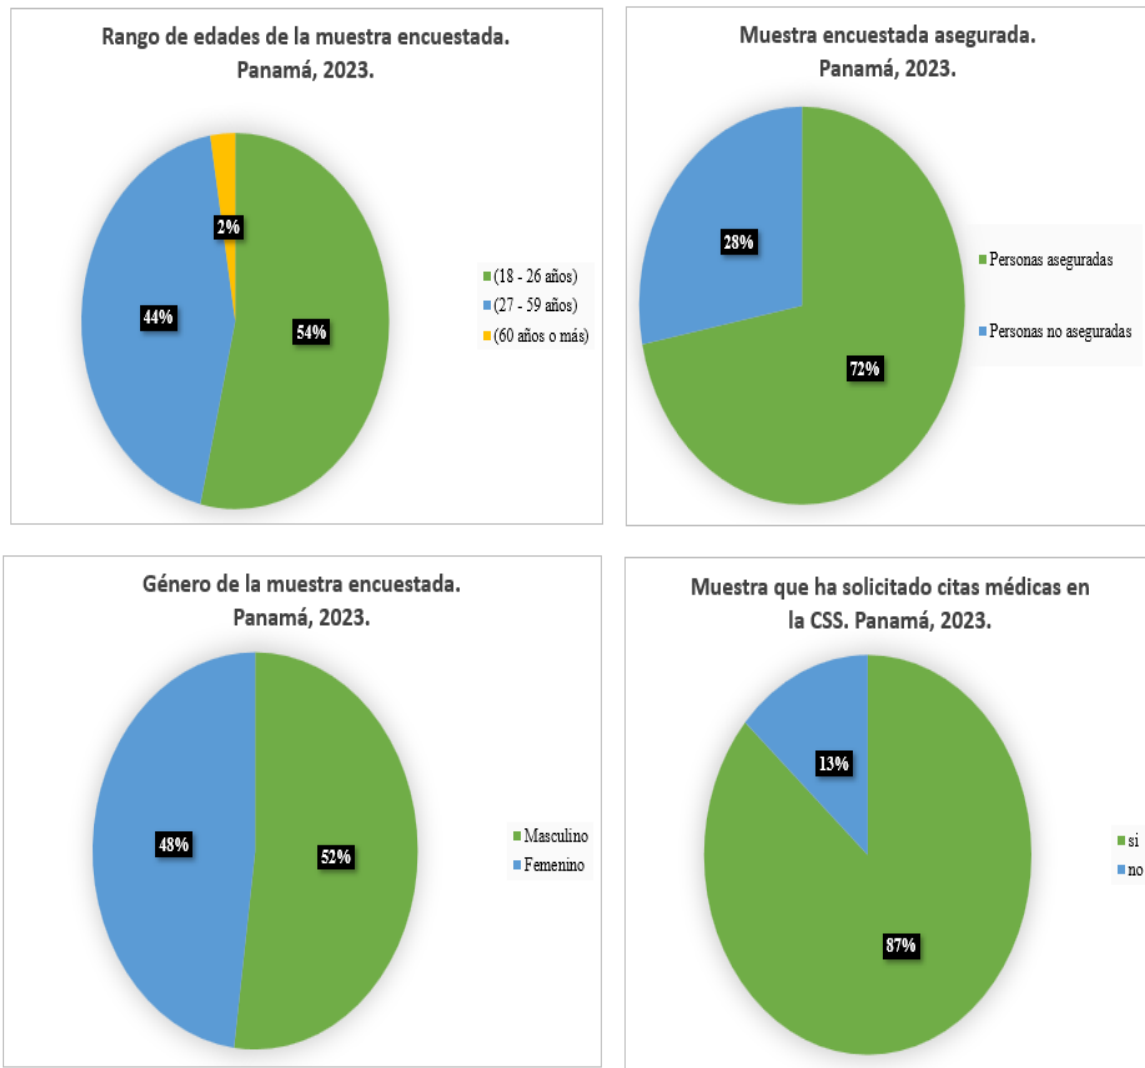 Rango de edades de la muestra encuestada.
Panamá, 2023.
2%
44%
54%
(18 - 26 años)
(27 - 59 años)
(60 años o más)
Muestra encuestada asegurada.
Panamá, 2023.
28%
72%
Personas aseguradas
Personas no aseguradas
Género de la muestra encuestada.
Panamá, 2023.
48%
52%
Masculino
Femenino
Muestra que ha solicitado citas médicas en
la CSS. Panamá, 2023.
13%
87%
si
no